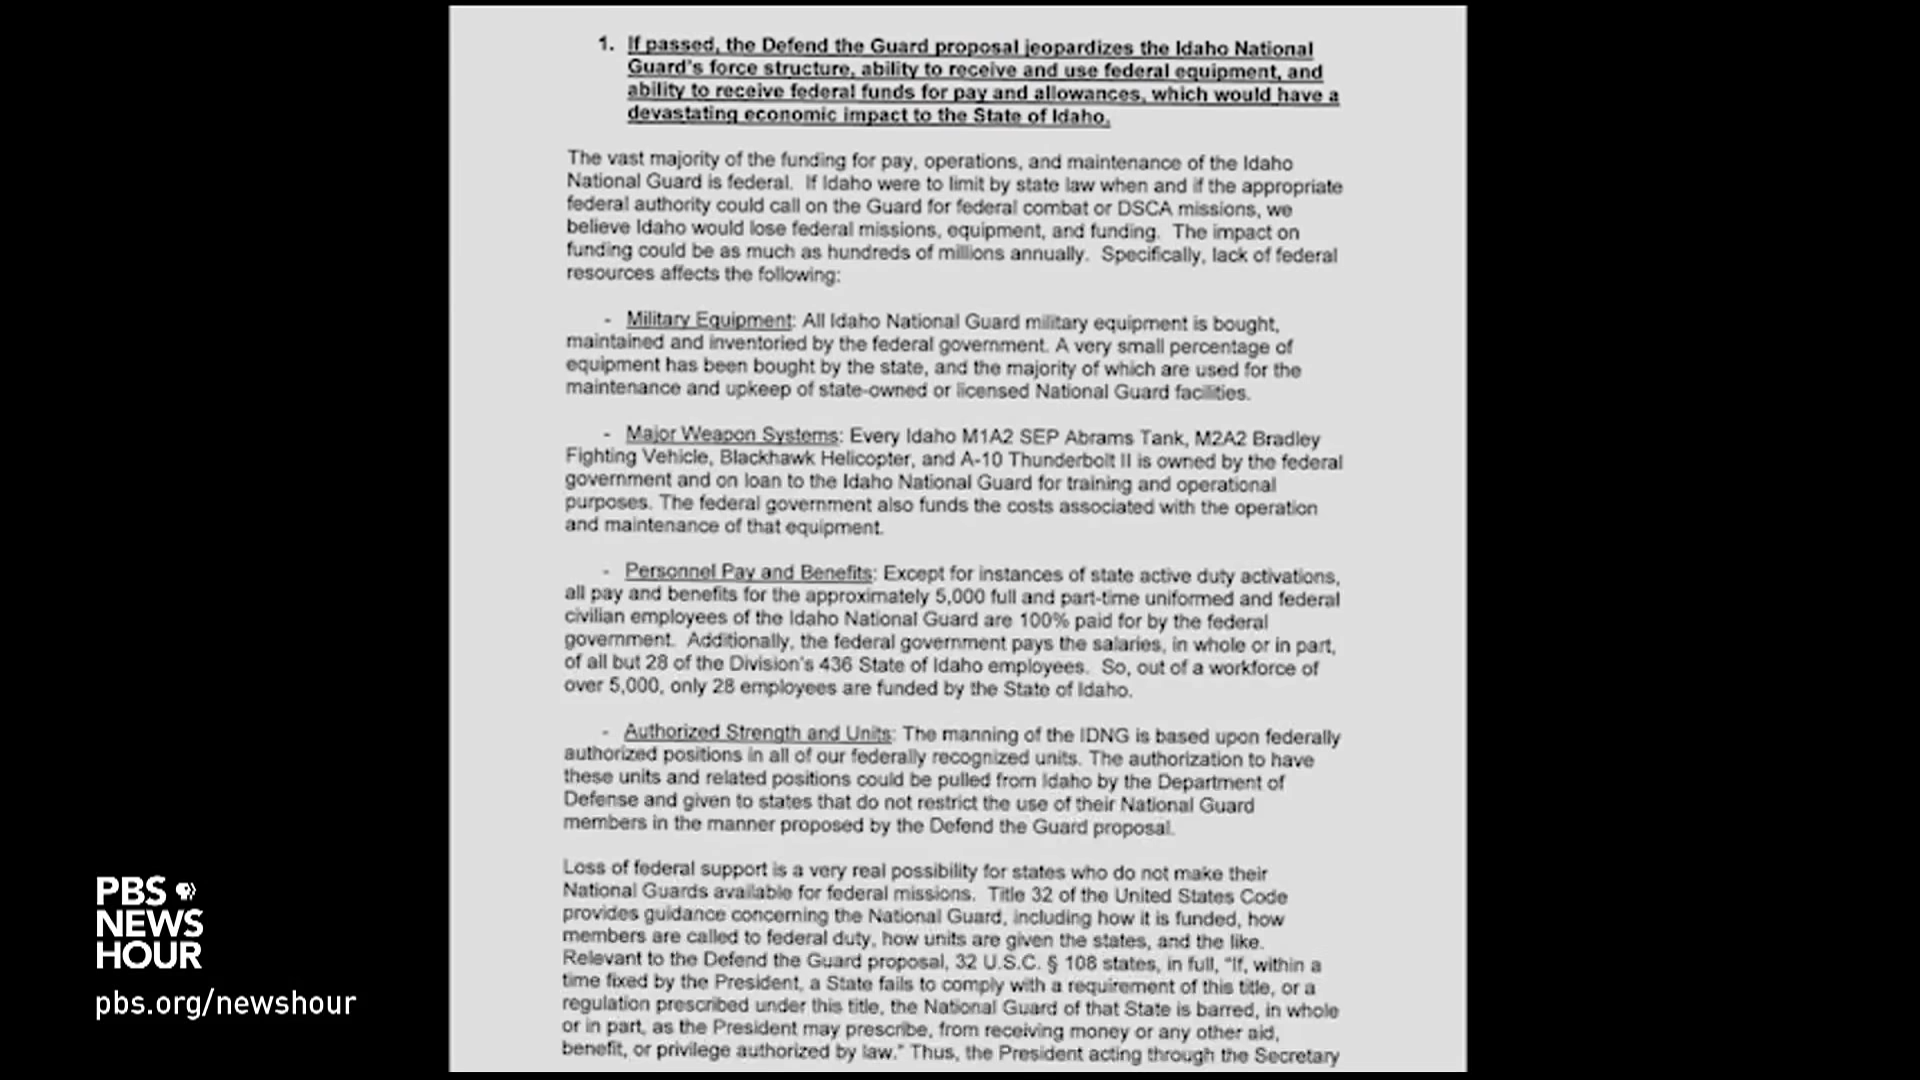 1. If passed, the Defend the Guard proposal jeopardizes the Idaho National
Guard's force structure, ability to receive and use federal equipment, and
ability to receive federal funds for pay and allowances, which would have a
devastating economic impact to the State of Idaho.
The vast majority of the funding for pay, operations, and maintenance of the Idaho
National Guard is federal. If Idaho were to limit by state law when and if the appropriate
federal authority could call on the Guard for federal combat or DSCA missions, we
believe Idaho would lose federal missions, equipment, and funding. The impact on
funding could be as much as hundreds of millions annually. Specifically, lack of federal
resources affects the following:
- Military Equipment: All Idaho National Guard military equipment is bought,
maintained and inventoried by the federal government. A very small percentage of
equipment has been bought by the state, and the majority of which are used for the
maintenance and upkeep of state-owned or licensed National Guard facilities.
- Major Weapon Systems: Every Idaho M1A2 SEP Abrams Tank, M2A2 Bradley
Fighting Vehicle, Blackhawk Helicopter, and A-10 Thunderbolt II is owned by the federal
government and on loan to the Idaho National Guard for training and operational
purposes. The federal government also funds the costs associated with the operation
and maintenance of that equipment.
- Personnel Pay and Benefits: Except for instances of state active duty activations,
all pay and benefits for the approximately 5,000 full and part-time uniformed and federal
civilian employees of the Idaho National Guard are 100% paid for by the federal
government. Additionally, the federal government pays the salaries, in whole or in part,
of all but 28 of the Division's 436 State of Idaho employees. So, out of a workforce of
over 5,000, only 28 employees are funded by the State of Idaho.
- Authorized Strength and Units: The manning of the IDNG is based upon federally
authorized positions in all of our federally recognized units. The authorization to have
these units and related positions could be pulled from Idaho by the Department of
Defense and given to states that do not restrict the use of their National Guard
members in the manner proposed by the Defend the Guard proposal.
Loss of federal support is a very real possibility for states who do not make their
National Guards available for federal missions. Title 32 of the United States Code
provides guidance concerning the National Guard, including how it is funded, how
members are called to federal duty, how units are given the states, and the like.
Relevant to the Defend the Guard proposal, 32 U.S.C. § 108 states, in full, "If, within a
time fixed by the President, a State fails to comply with a requirement of this title, or a
regulation prescribed under this title, the National Guard of that State is barred, in whole
or in part, as the President may prescribe, from receiving money or any other aid,
benefit, or privilege authorized by law." Thus, the President acting through the Secretary
PBS
NEWS
HOUR
pbs.org/newshour